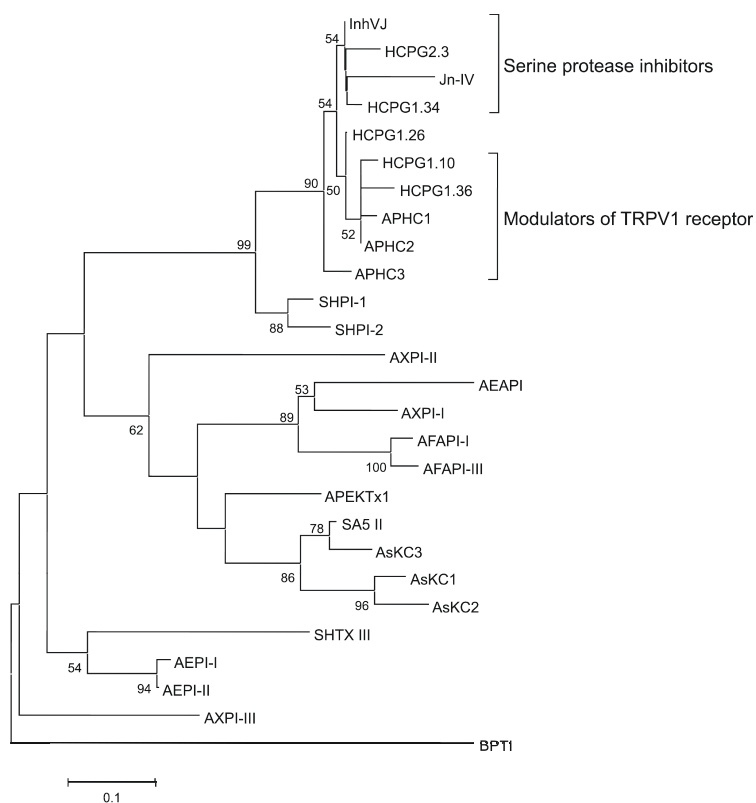 InhVJ
54
HCPG2.3
Serine protease inhibitors
Jn-IV
54
HCPG1.34
HCPG1.26
HCPG1.10
90
50
HCPG1.36
APHC1
Modulators of TRPV1 receptor
52
APHC2
99
APHC3
SHPI-1
88
SHPI-2
AXPI-II
AEAPI
53
AXPI-I
89
62
AFAPI-I
100
AFAPI-III
APEKTx1
SA5 II
78
AsKC3
86
AsKC1
96
AsKC2
SHTX III
54
AEPI-I
94
AEPI-II
AXPI-III
BPTI
0.1